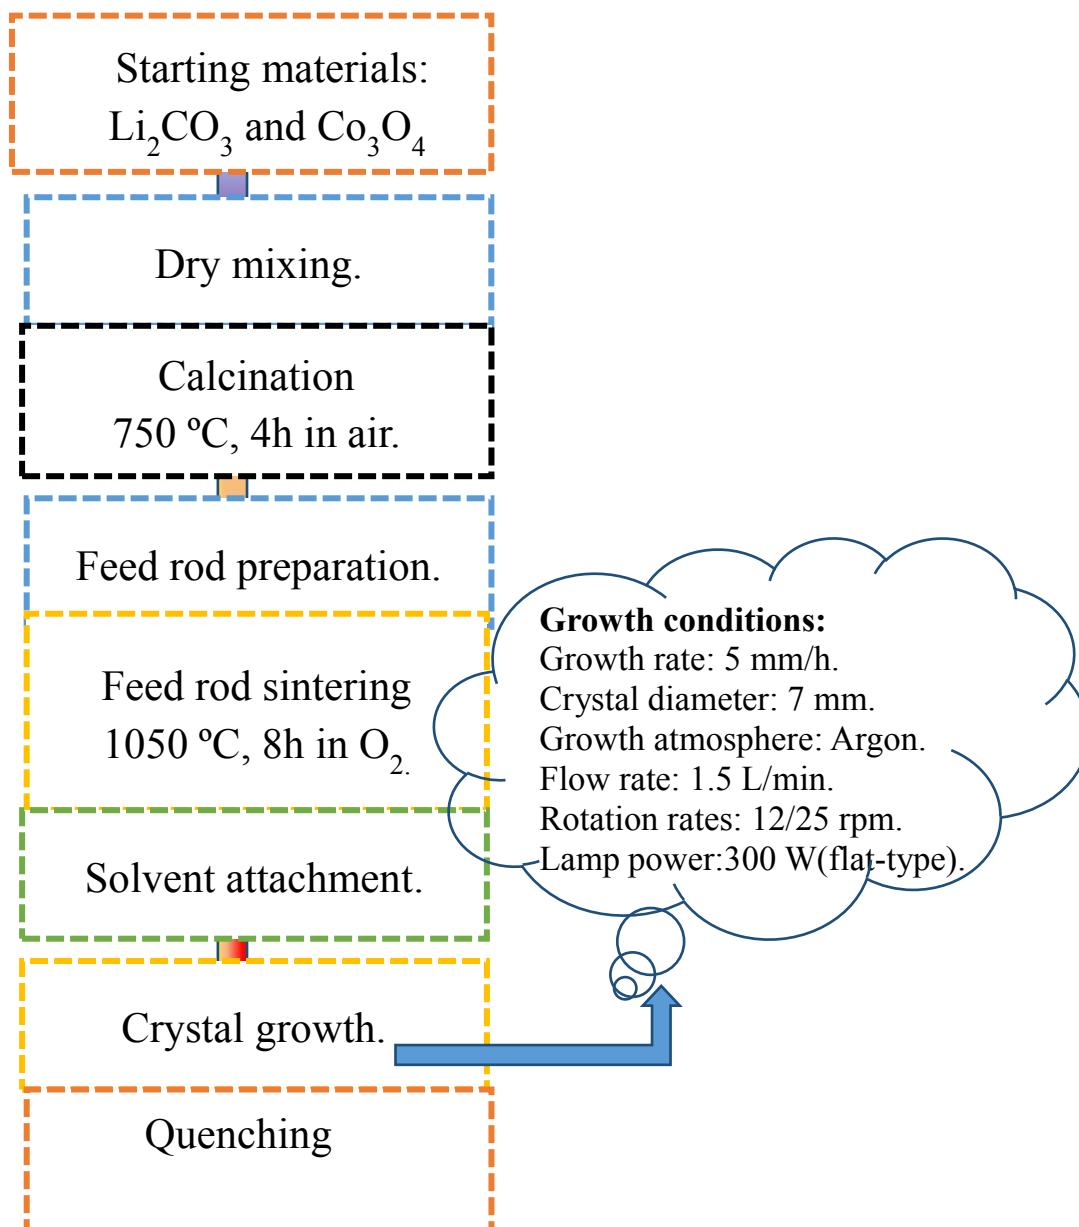 Starting materials:
Li₂CO₃ and Co₃O₄
Dry mixing.
Calcination
750 ºC, 4h in air.
Feed rod preparation.
Feed rod sintering
1050 ºC, 8h in O₂.
Solvent attachment.
Crystal growth.
Quenching
Growth conditions:
Growth rate: 5 mm/h.
Crystal diameter: 7 mm.
Growth atmosphere: Argon.
Flow rate: 1.5 L/min.
Rotation rates: 12/25 rpm.
Lamp power:300 W(flat-type).